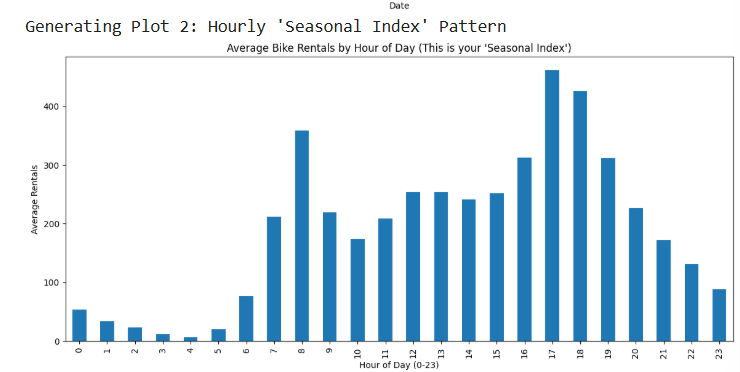 Date
Generating Plot 2: Hourly 'Seasonal Index' Pattern
Average Bike Rentals by Hour of Day (This is your 'Seasonal Index')
Average Rentals
400
300
200
100
0
0 1 2 3 4 5 6 7 8 9 10 11 12 13 14 15 16 17 18 19 20 21 22 23
Hour of Day (0-23)